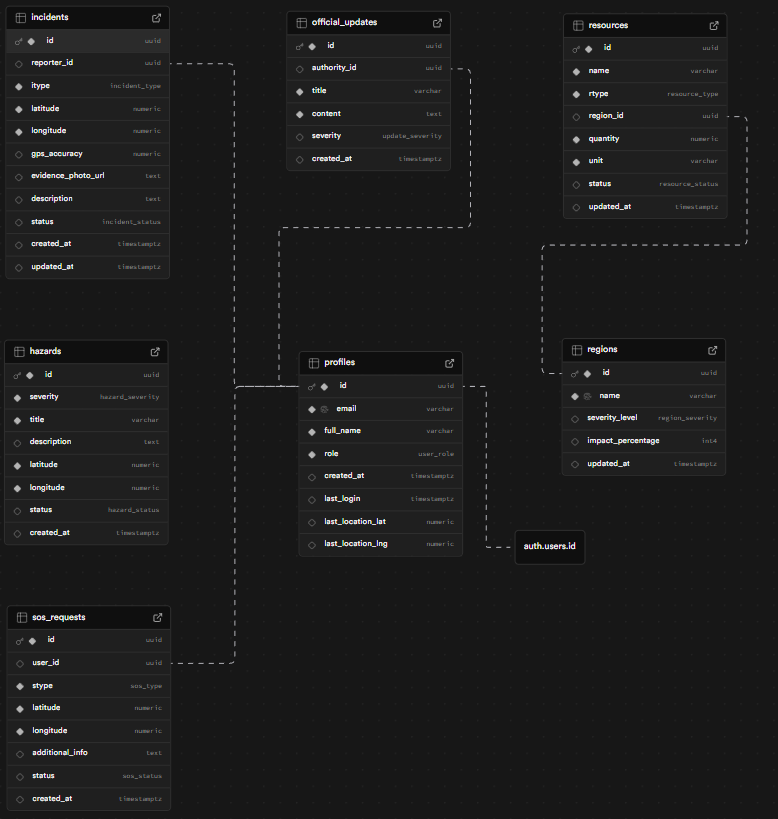 incidents
id uuid
reporter_id uuid
itype incident_type
latitude numeric
longitude numeric
gps_accuracy numeric
evidence_photo_url text
description text
status incident_status
created_at timestamptz
updated_at timestamptz
official_updates
id uuid
authority_id uuid
title varchar
content text
severity update_severity
created_at timestamptz
resources
id uuid
name varchar
rtype resource_type
region_id uuid
quantity numeric
unit varchar
status resource_status
updated_at timestamptz
hazards
id uuid
severity hazard_severity
title varchar
description text
latitude numeric
longitude numeric
status hazard_status
created_at timestamptz
profiles
id uuid
email varchar
full_name varchar
role user_role
created_at timestamptz
last_login timestamptz
last_location_lat numeric
last_location_lng numeric
regions
id uuid
name varchar
severity_level region_severity
impact_percentage int4
updated_at timestamptz
auth.users.id
sos_requests
id uuid
user_id uuid
stype sos_type
latitude numeric
longitude numeric
additional_info text
status sos_status
created_at timestamptz